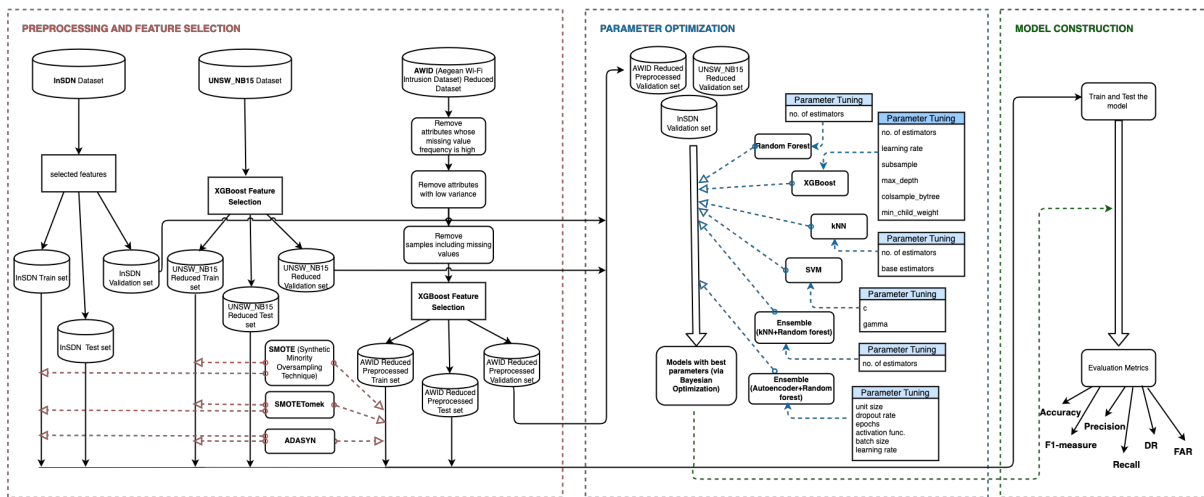 PREPROCESSING AND FEATURE SELECTION
InSDN Dataset
UNSW_NB15 Dataset
AWID (Aegean Wi-Fi
Intrusion Dataset) Reduced
Dataset
Remove
attributes whose
missing value
frequency is high
selected features
XGBoost Feature
Selection
Remove attributes
with low variance
Remove
samples including missing
values
InSDN Train set
InSDN
Validation set
UNSW_NB15
Reduced Train
set
UNSW_NB15
Reduced
Validation set
UNSW_NB15
Reduced Test
set
XGBoost Feature
Selection
InSDN Test set
SMOTE (Synthetic
Minority
Oversampling
Technique)
SMOTETomek
ADASYN
AWID Reduced
Preprocessed
Train set
AWID Reduced
Preprocessed
Test set
AWID Reduced
Preprocessed
Validation set
PARAMETER OPTIMIZATION
AWID Reduced
Preprocessed
Validation set
UNSW_NB15
Reduced
Validation set
InSDN
Validation set
Parameter Tuning
no. of estimators
Random Forest
Parameter Tuning
no. of estimators
learning rate
subsample
max_depth
colsample_bytree
min_child_weight
XGBoost
kNN
Parameter Tuning
no. of estimators
base estimators
SVM
Parameter Tuning
c
gamma
Ensemble
(kNN+Random forest)
Parameter Tuning
no. of estimators
Models with best
parameters (via
Bayesian
Optimization)
Ensemble
(Autoencoder+Random
forest)
Parameter Tuning
unit size
dropout rate
epochs
activation func.
batch size
learning rate
MODEL CONSTRUCTION
Train and Test the
model
Evaluation Metrics
Accuracy
Precision
F1-measure
Recall
DR
FAR